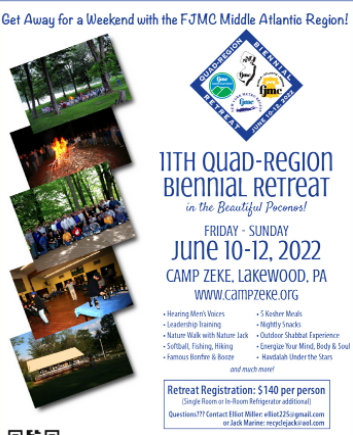 Get Away for a Weekend with the FJMC Middle Atlantic Region!
QUAD-REGION
BIENNIAL
RETREAT
JUNE 10-12, 2022
fjmc
11TH QUAD-REGION
BIENNIAL RETREAT
in the Beautiful Poconos!
FRIDAY - SUNDAY
JUNE 10-12, 2022
CAMP ZEKE, LAKEWOOD, PA
www.campzeke.org
• Hearing Men's Voices
• Leadership Training
• Nature Walk with Nature Jack
• Softball, Fishing, Hiking
• Famous Bonfire & Booze
• 5 Kosher Meals
• Nightly Snacks
• Outdoor Shabbat Experience
• Energize Your Mind, Body & Soul
• Havdalah Under the Stars
and much more!
Retreat Registration: $140 per person
(Single Room or In-Room Refrigerator additional)
Questions??? Contact Elliot Miller: elliot225@gmail.com
or Jack Marine: recyclejack@aol.com